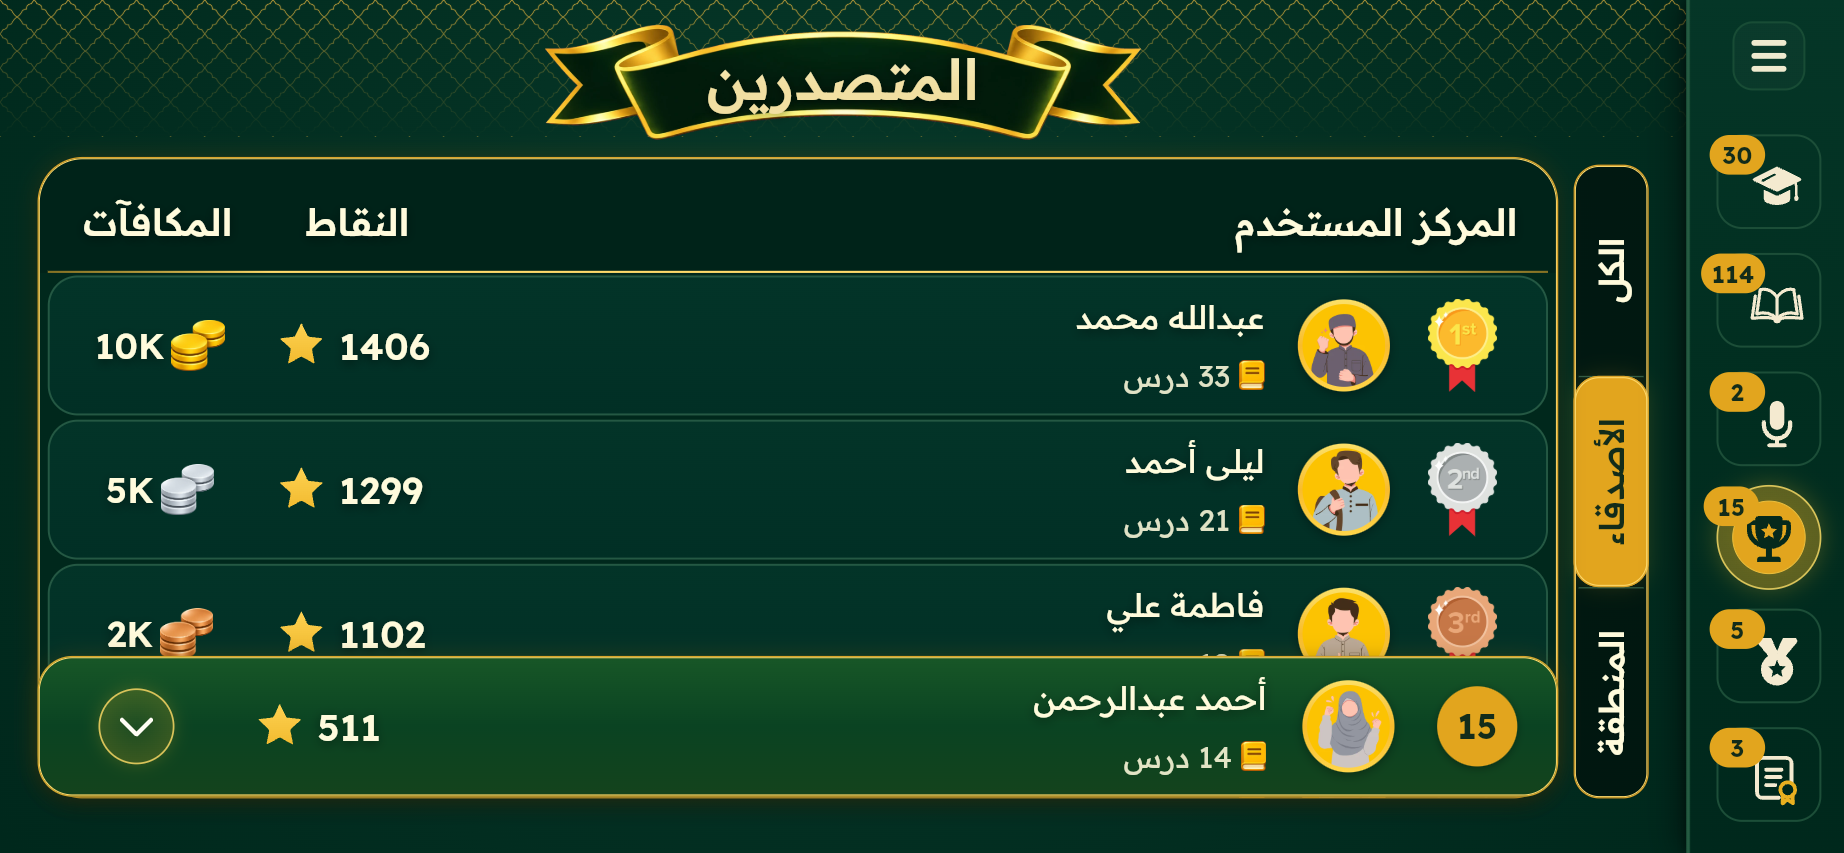 المتصدرين
المركز المستخدم النقاط المكافآت
1st
عبدالله محمد
33 درس
1406
10K
2nd
ليلى أحمد
21 درس
1299
5K
3rd
فاطمة علي
1102
2K
15
أحمد عبدالرحمن
14 درس
511
الكل
الأصدقاء
المنطقة
30
114
2
15
5
3